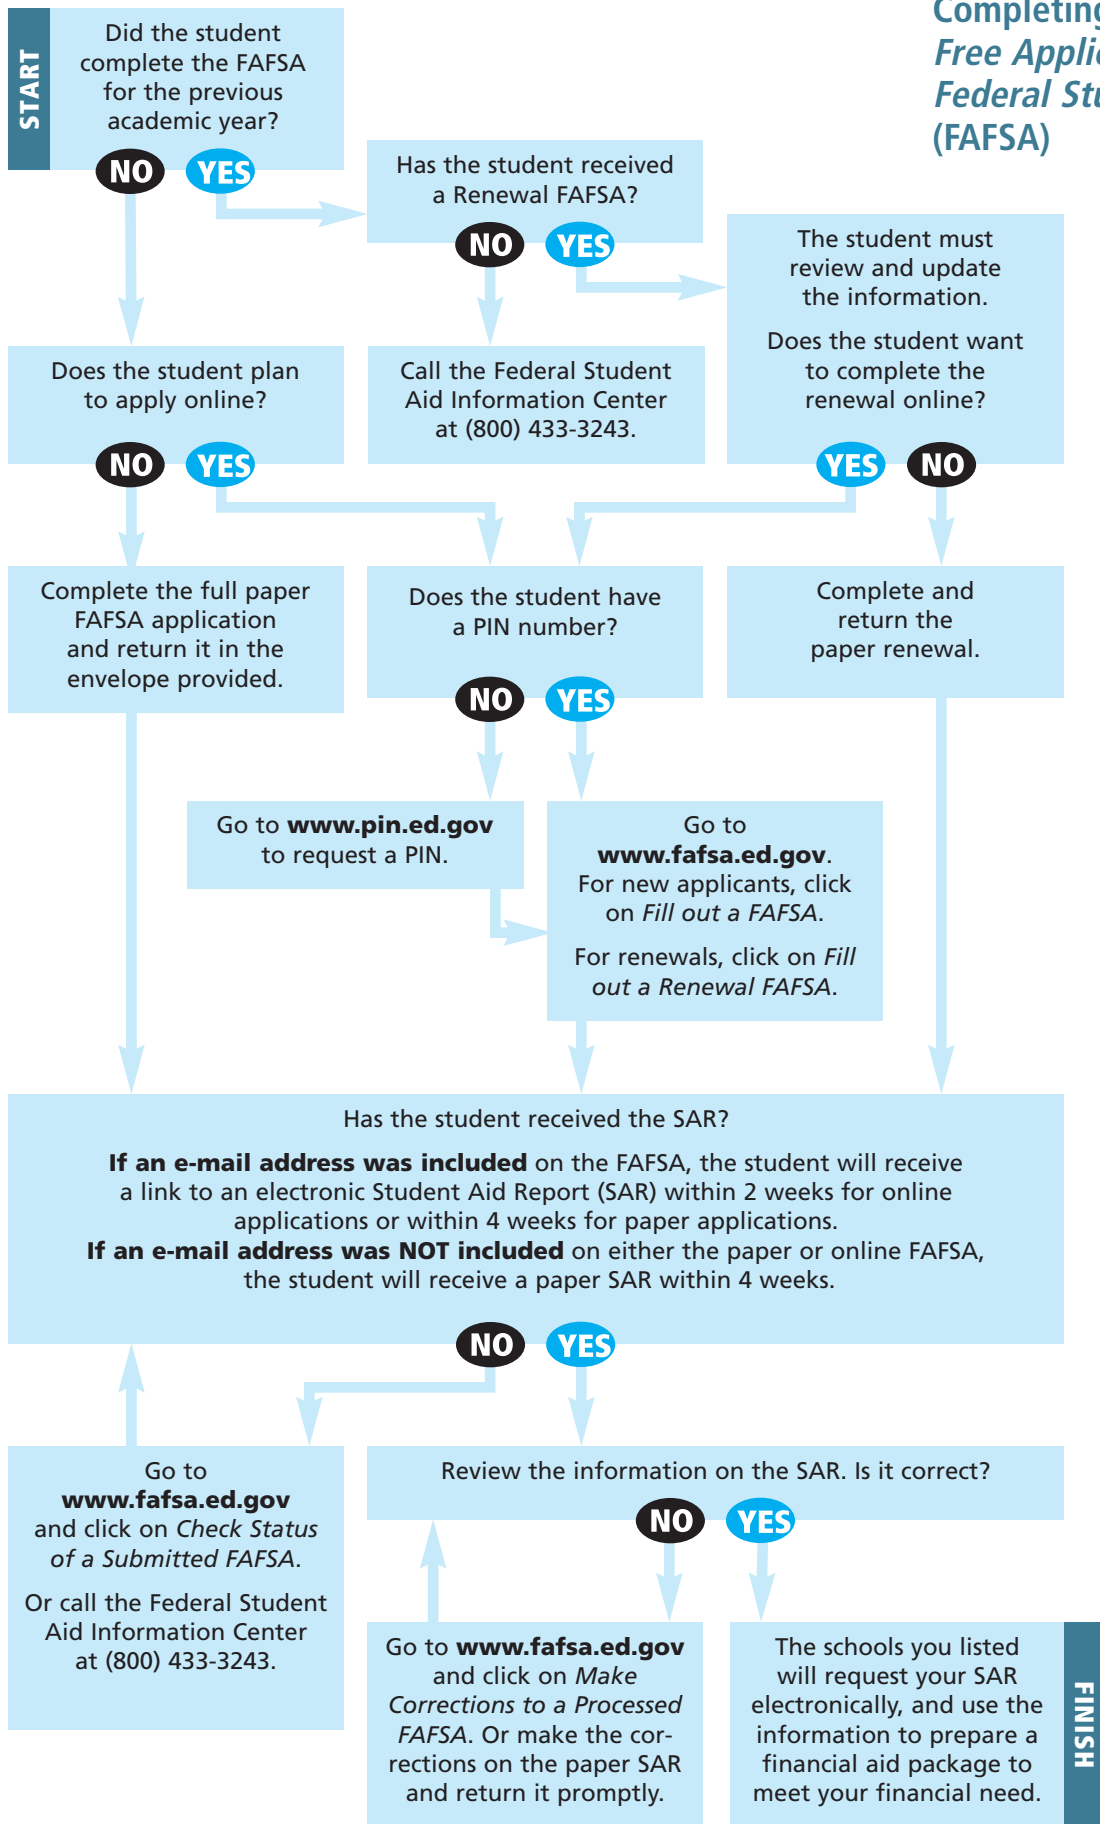 Completing
Free Applic
Federal Stu
(FAFSA)
START
Did the student
complete the FAFSA
for the previous
academic year?
NO YES
Has the student received
a Renewal FAFSA?
NO YES
The student must
review and update
the information.
Does the student want
to complete the
renewal online?
YES NO
Does the student plan
to apply online?
NO YES
Call the Federal Student
Aid Information Center
at (800) 433-3243.
Complete the full paper
FAFSA application
and return it in the
envelope provided.
Does the student have
a PIN number?
NO YES
Complete and
return the
paper renewal.
Go to www.pin.ed.gov
to request a PIN.
Go to
www.fafsa.ed.gov.
For new applicants, click
on Fill out a FAFSA.
For renewals, click on Fill
out a Renewal FAFSA.
Has the student received the SAR?
If an e-mail address was included on the FAFSA, the student will receive
a link to an electronic Student Aid Report (SAR) within 2 weeks for online
applications or within 4 weeks for paper applications.
If an e-mail address was NOT included on either the paper or online FAFSA,
the student will receive a paper SAR within 4 weeks.
NO YES
Go to
www.fafsa.ed.gov
and click on Check Status
of a Submitted FAFSA.
Or call the Federal Student
Aid Information Center
at (800) 433-3243.
Review the information on the SAR. Is it correct?
NO YES
Go to www.fafsa.ed.gov
and click on Make
Corrections to a Processed
FAFSA. Or make the cor-
rections on the paper SAR
and return it promptly.
The schools you listed
will request your SAR
electronically, and use the
information to prepare a
financial aid package to
meet your financial need.
FINISH